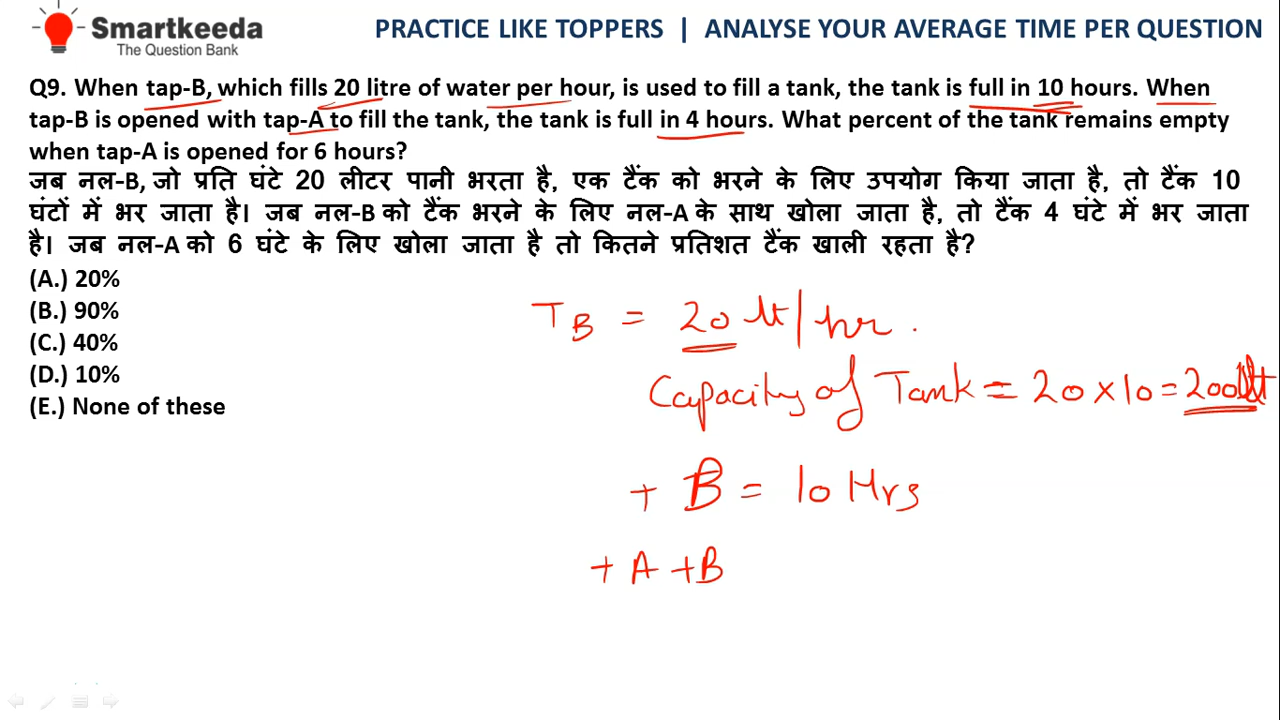 Smartkeeda
The Question Bank
PRACTICE LIKE TOPPERS | ANALYSE YOUR AVERAGE TIME PER QUESTION
Q9. When tap-B, which fills 20 litre of water per hour, is used to fill a tank, the tank is full in 10 hours. When
tap-B is opened with tap-A to fill the tank, the tank is full in 4 hours. What percent of the tank remains empty
when tap-A is opened for 6 hours?
जब नल-B, जो प्रति घंटे 20 लीटर पानी भरता है, एक टैंक को भरने के लिए उपयोग किया जाता है, तो टैंक 10
घंटों में भर जाता है। जब नल-B को टैंक भरने के लिए नल-A के साथ खोला जाता है, तो टैंक 4 घंटे में भर जाता
है। जब नल-A को 6 घंटे के लिए खोला जाता है तो कितने प्रतिशत टैंक खाली रहता है?
(A.) 20%
(B.) 90%
(C.) 40%
(D.) 10%
(E.) None of these
T B = 20 lt/hr.
Capacity of Tank = 20 × 10 = 200 lt
+ B = 10 Hrs
+ A + B